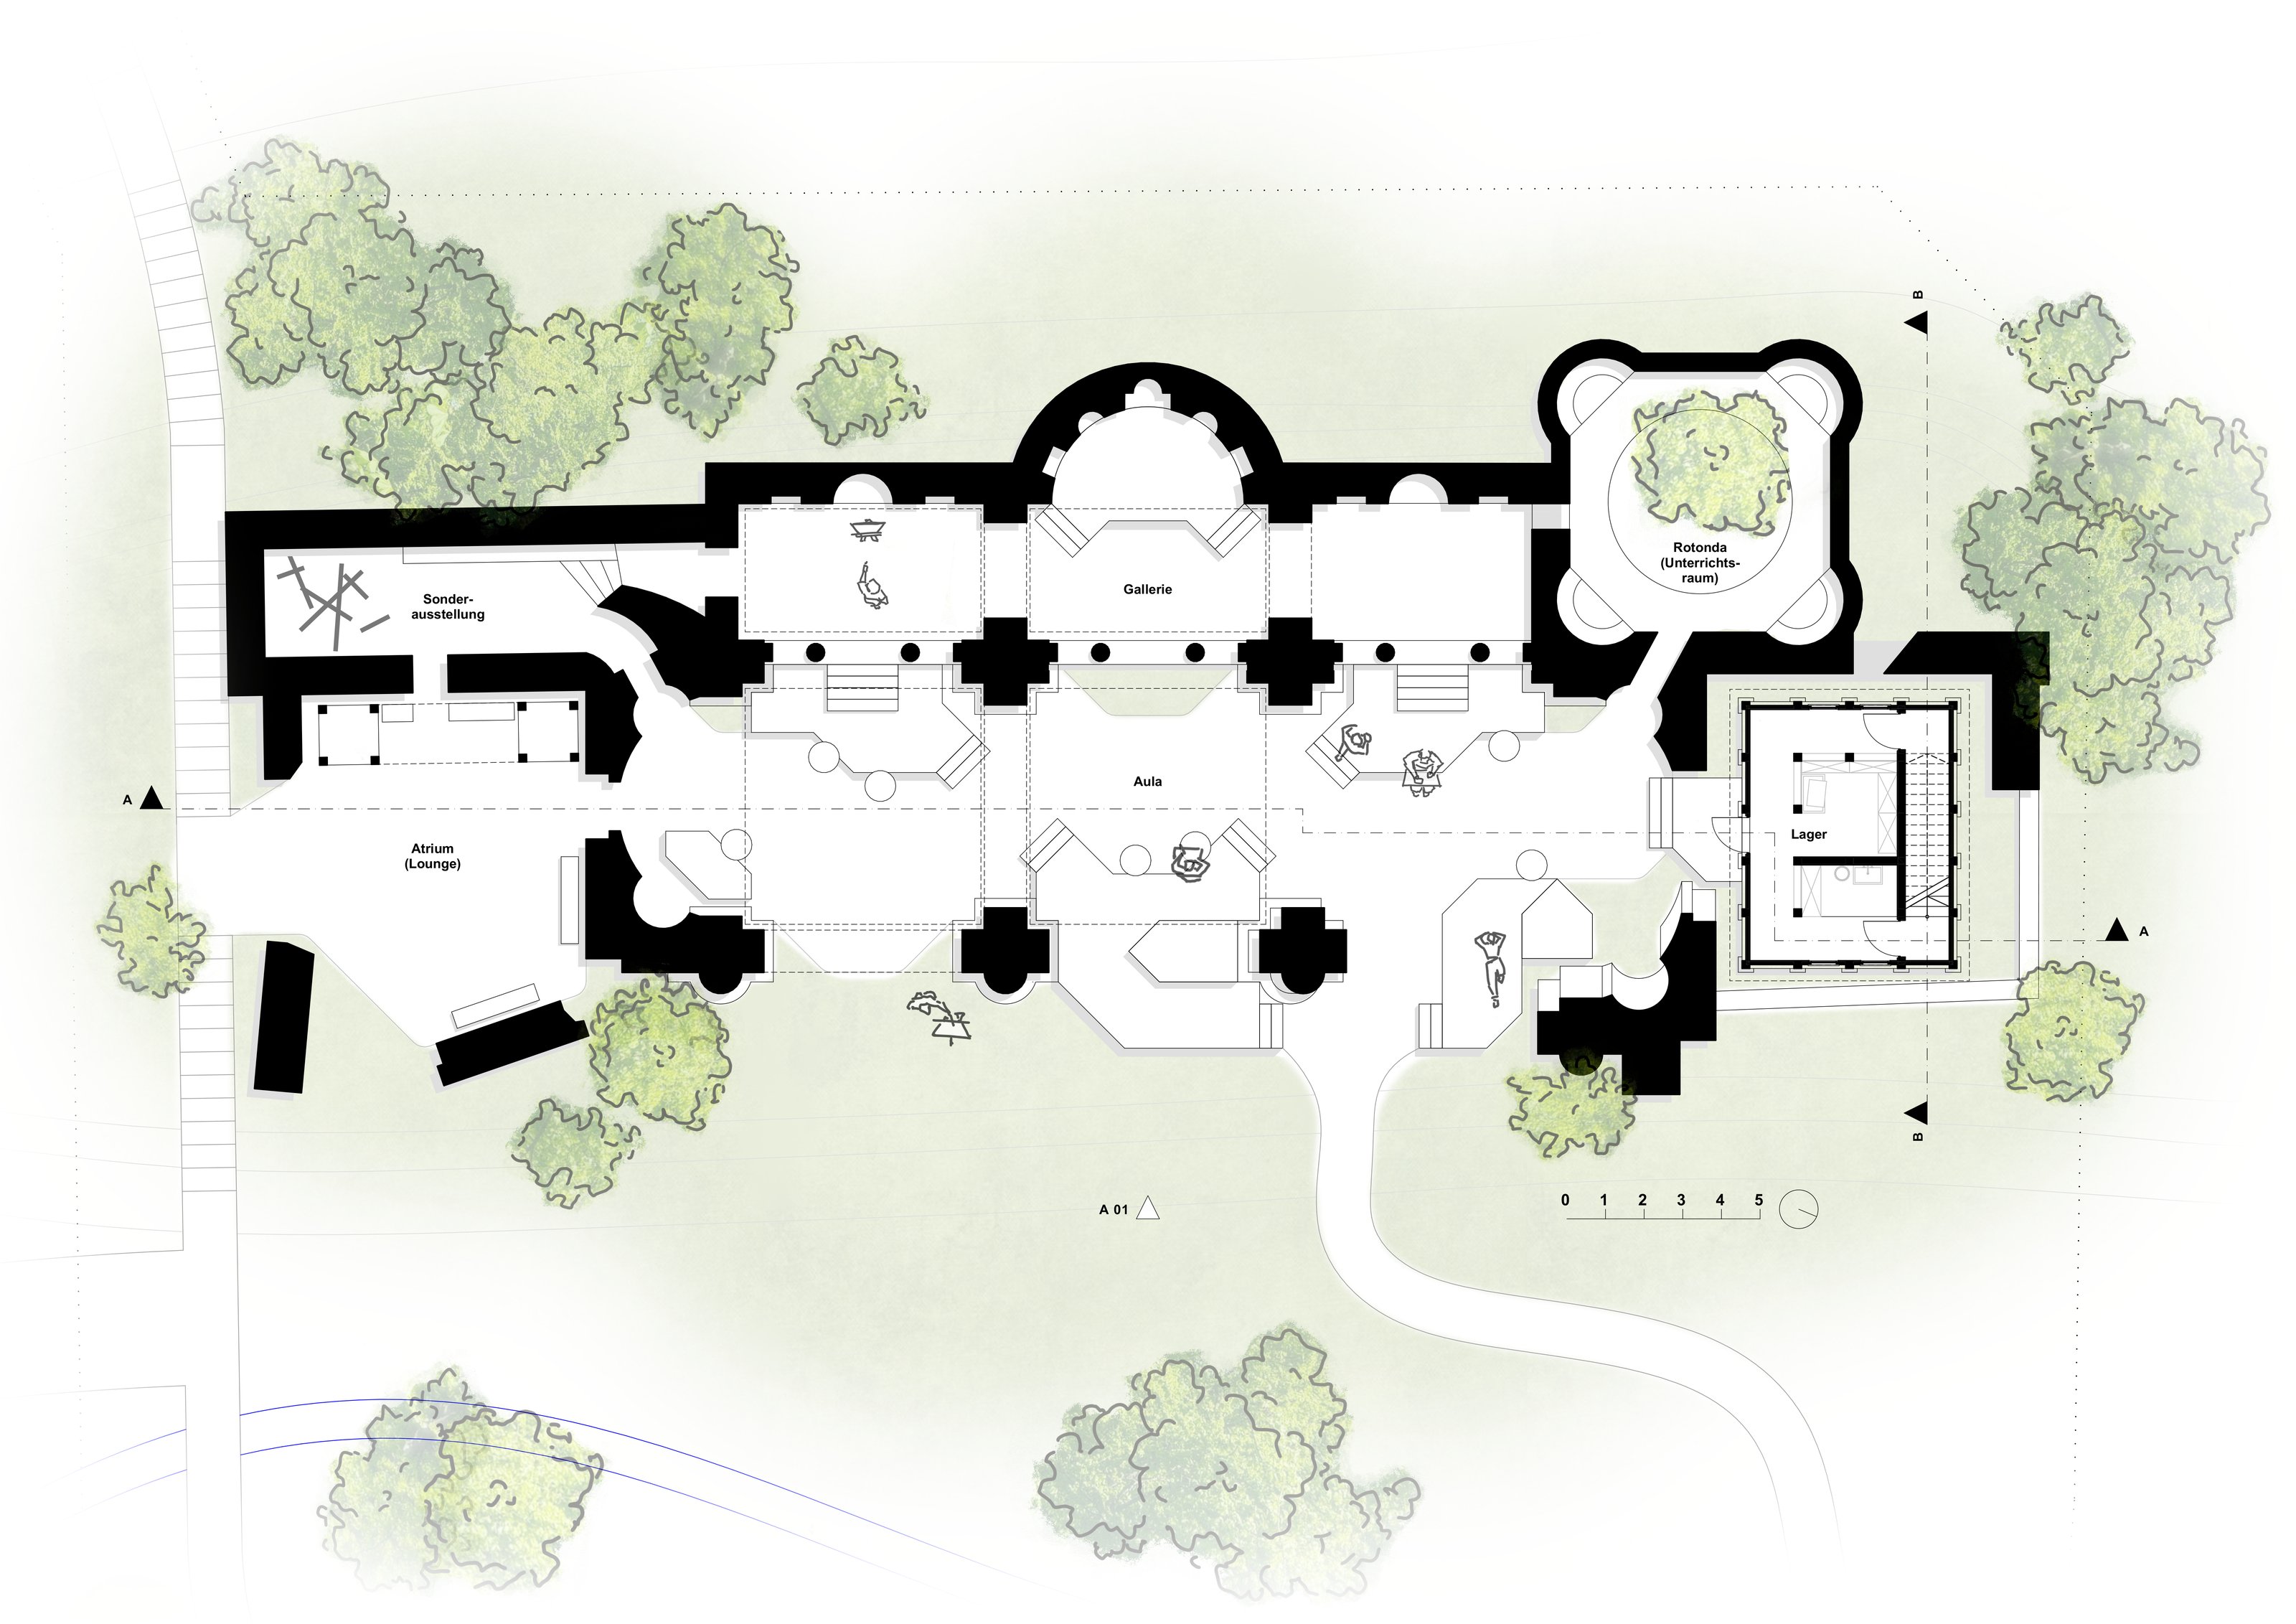 B
Rotonda
(Unterrichts-
raum)
Gallerie
Sonder-
ausstellung
Aula
A
Lager
Atrium
(Lounge)
A
B
0 1 2 3 4 5
A 01